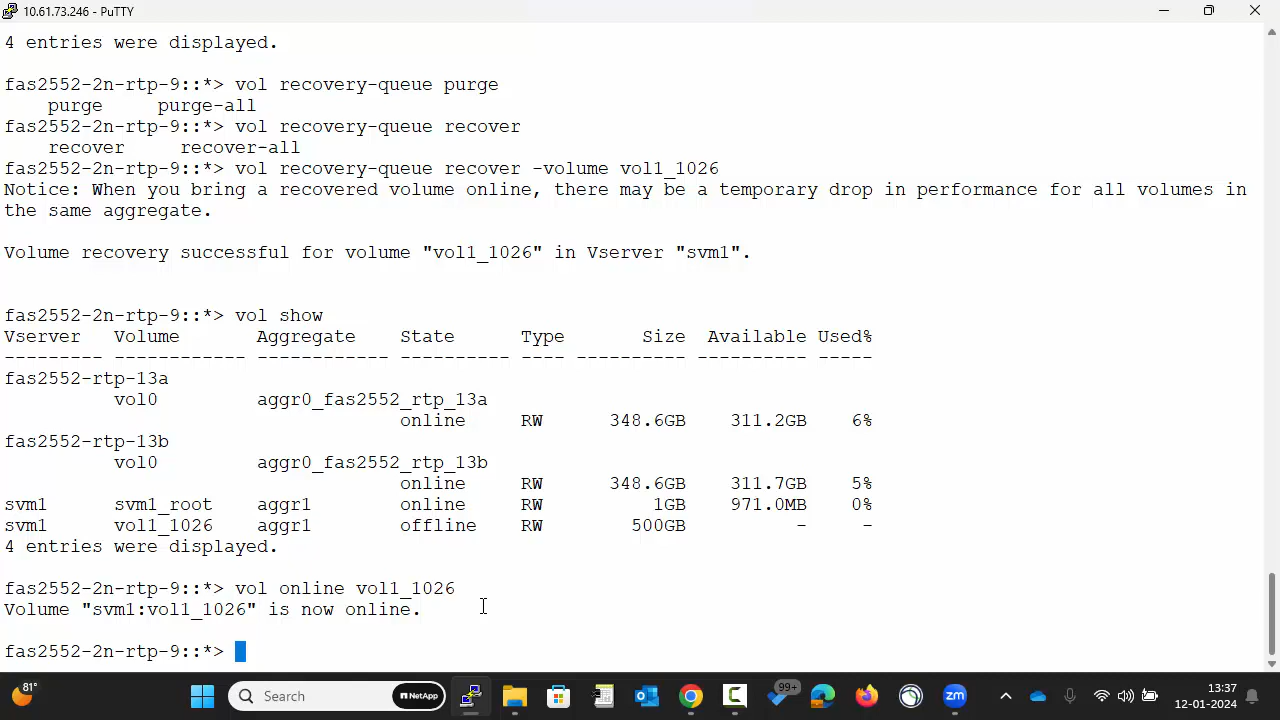 10.61.73.246 - PuTTY
4 entries were displayed.
fas2552-2n-rtp-9::*> vol recovery-queue purge
purge purge-all
fas2552-2n-rtp-9::*> vol recovery-queue recover
recover recover-all
fas2552-2n-rtp-9::*> vol recovery-queue recover -volume vol1_1026
Notice: When you bring a recovered volume online, there may be a temporary drop in performance for all volumes in
the same aggregate.
Volume recovery successful for volume "vol1_1026" in Vserver "svm1".
fas2552-2n-rtp-9::*> vol show
Vserver Volume Aggregate State Type Size Available Used%
--------- ------------ ------------ ---------- ---- ---------- ---------- -----
fas2552-rtp-13a
vol0 aggr0_fas2552_rtp_13a
online RW 348.6GB 311.2GB 6%
fas2552-rtp-13b
vol0 aggr0_fas2552_rtp_13b
online RW 348.6GB 311.7GB 5%
svm1 svm1_root aggr1 online RW 1GB 971.0MB 0%
svm1 vol1_1026 aggr1 offline RW 500GB - -
4 entries were displayed.
fas2552-2n-rtp-9::*> vol online vol1_1026
Volume "svm1:vol1_1026" is now online.
fas2552-2n-rtp-9::*>
81°
Search
NetApp
99+
zm
13:37
12-01-2024